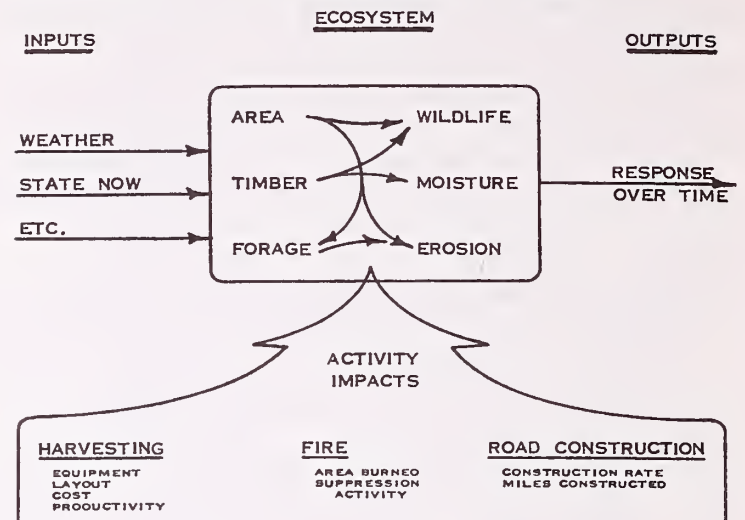 ECOSYSTEM
INPUTS
OUTPUTS
AREA
WILDLIFE
WEATHER
STATE NOW
TIMBER
MOISTURE
RESPONSE
OVER TIME
ETC.
FORAGE
EROSION
ACTIVITY
IMPACTS
HARVESTING
EQUIPMENT
LAYOUT
COST
PRODUCTIVITY
FIRE
AREA BURNED
SUPPRESSION
ACTIVITY
ROAD CONSTRUCTION
CONSTRUCTION RATE
MILES CONSTRUCTED